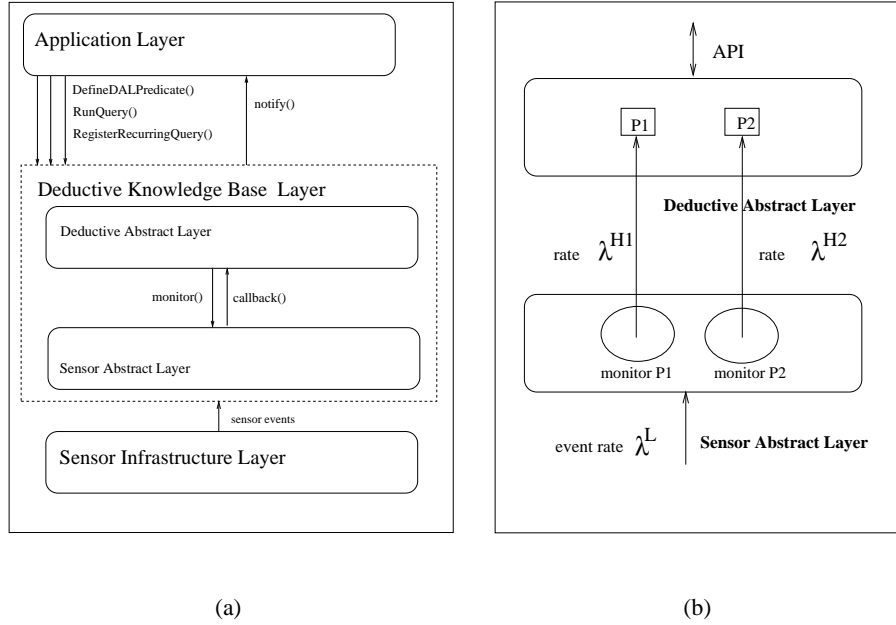 Application Layer
DefineDALPredicate()
RunQuery()
RegisterRecurringQuery()
notify()
Deductive Knowledge Base Layer
Deductive Abstract Layer
monitor()
callback()
Sensor Abstract Layer
sensor events
Sensor Infrastructure Layer
(a)
API
P1
P2
Deductive Abstract Layer
rate λH1
rate λH2
monitor P1
monitor P2
event rate λL
Sensor Abstract Layer
(b)